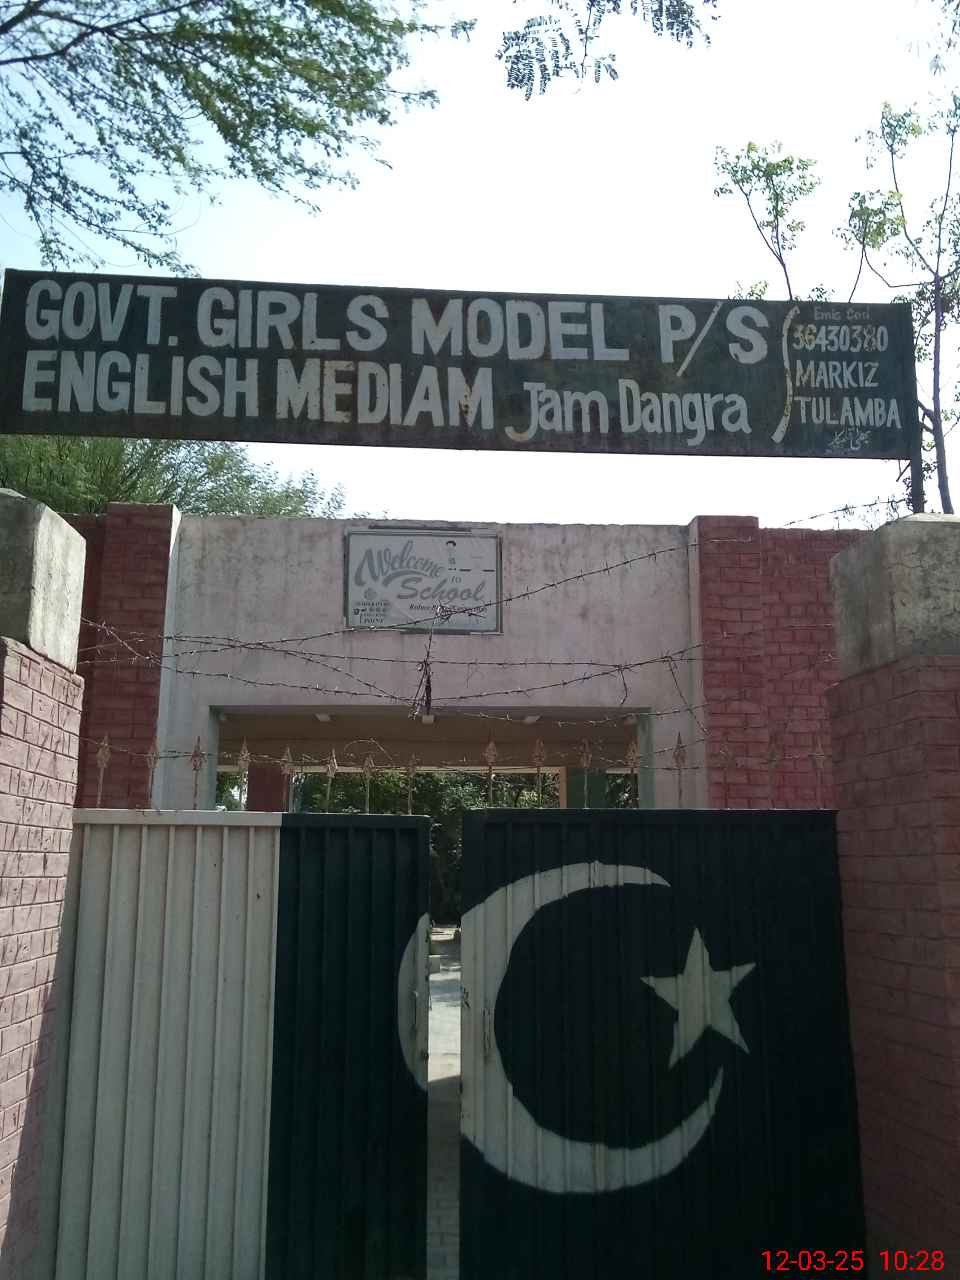 GOVT. GIRLS MODEL P/S
ENGLISH MEDIAM Jam Dangra
Emis Cod
36430380
MARKIZ
TULAMBA
Welcome
to
School
12-03-25 10:28